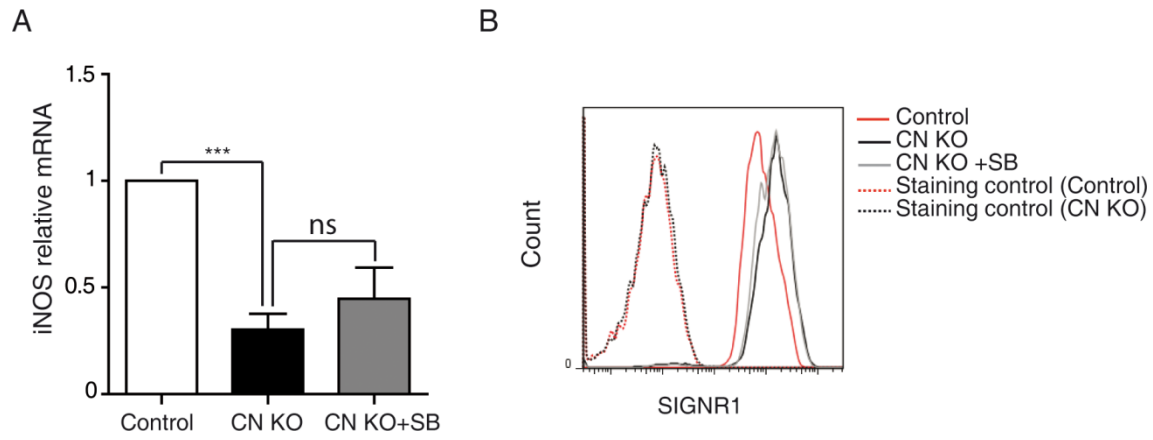 A
iNOS relative mRNA
1.5
1
0.5
0
***
ns
Control
CN KO
CN KO+SB
B
Count
0
SIGNR1
Control
CN KO
CN KO +SB
Staining control (Control)
Staining control (CN KO)